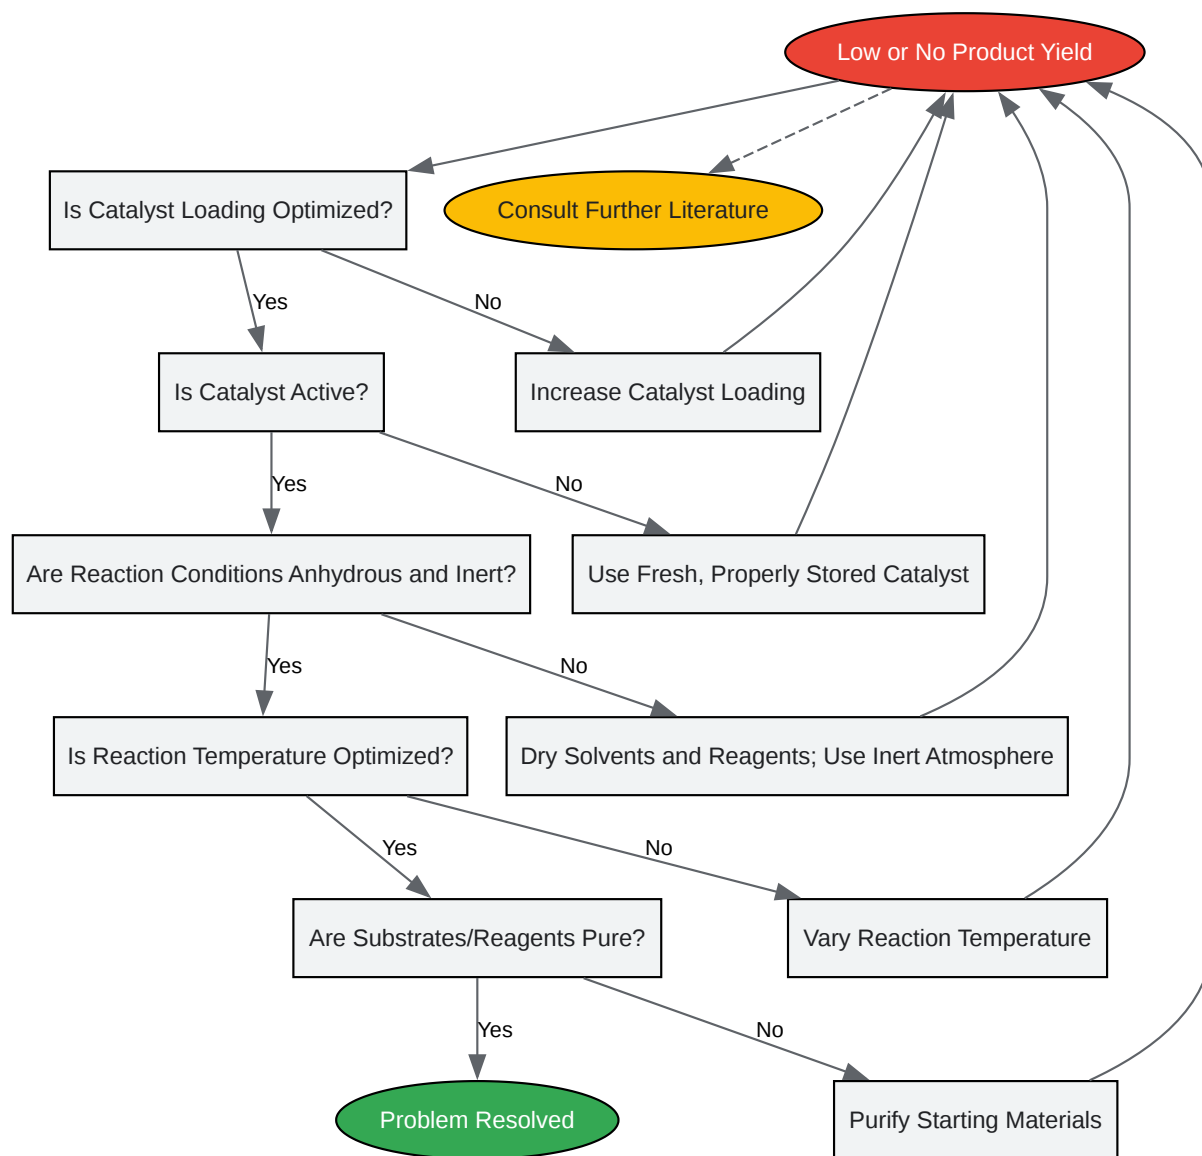 Low or No Product Yield
Is Catalyst Loading Optimized?
Consult Further Literature
Yes
No
Is Catalyst Active?
Increase Catalyst Loading
Yes
No
Are Reaction Conditions Anhydrous and Inert?
Use Fresh, Properly Stored Catalyst
Yes
No
Is Reaction Temperature Optimized?
Dry Solvents and Reagents; Use Inert Atmosphere
Yes
No
Are Substrates/Reagents Pure?
Vary Reaction Temperature
Yes
No
Problem Resolved
Purify Starting Materials